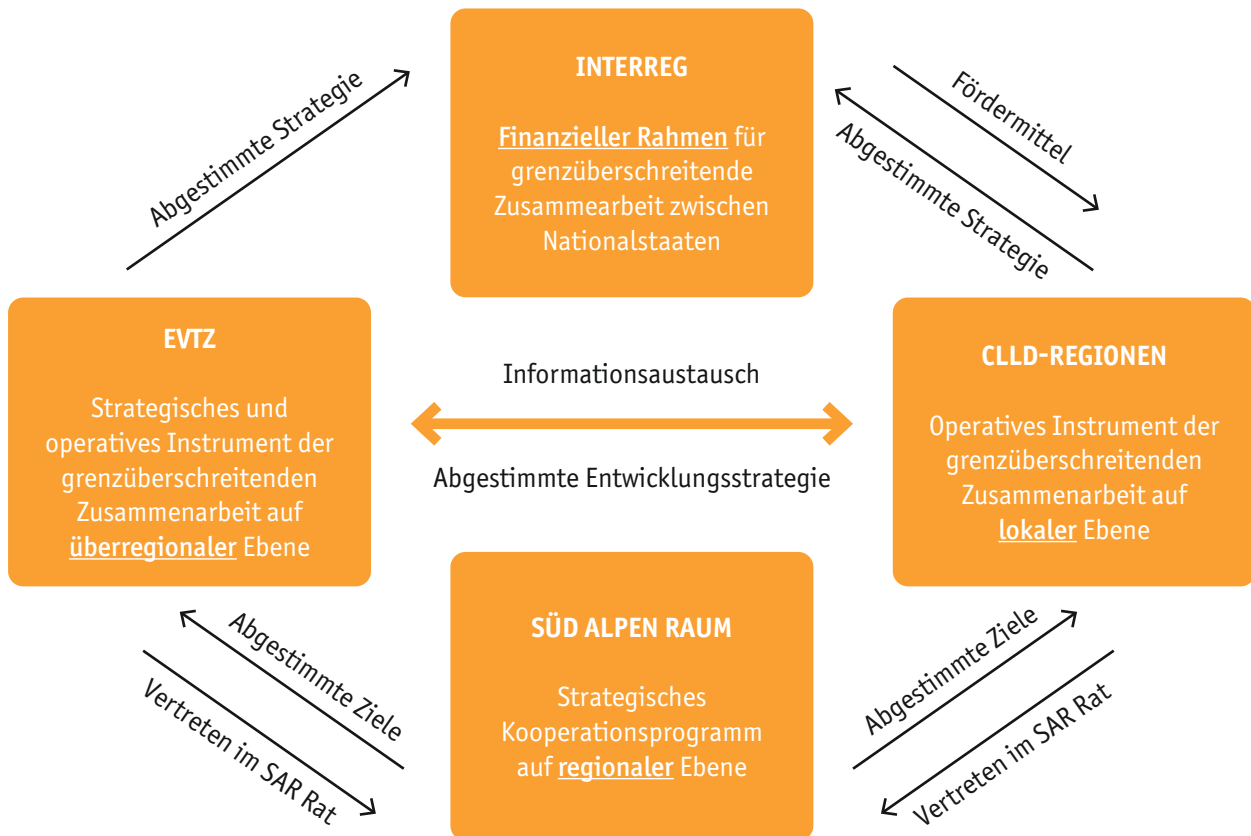 INTERREG
Finanzieller Rahmen für
grenzüberschreitende
Zusammearbeit zwischen
Nationalstaaten
Abgestimmte Strategie
Fördermittel
Abgestimmte Strategie
EVTZ
Strategisches und
operatives Instrument der
grenzüberschreitenden
Zusammenarbeit auf
überregionaler Ebene
Informationsaustausch
Abgestimmte Entwicklungsstrategie
CLLD-REGIONEN
Operatives Instrument der
grenzüberschreitenden
Zusammenarbeit auf
lokaler Ebene
Abgestimmte Ziele
Vertreten im SAR Rat
SÜD ALPEN RAUM
Strategisches
Kooperationsprogramm
auf regionaler Ebene
Abgestimmte Ziele
Vertreten im SAR Rat